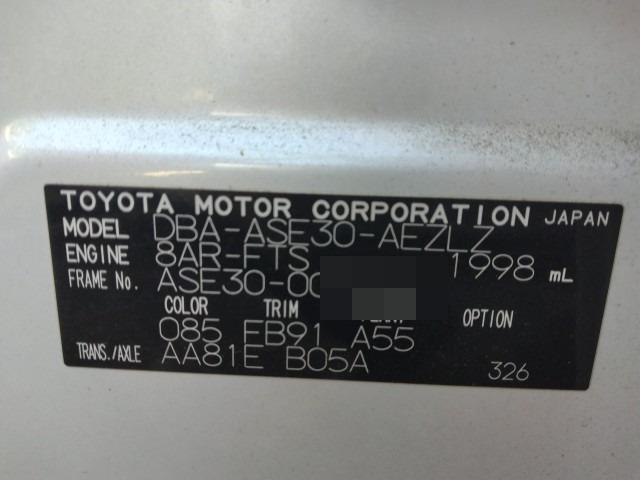 TOYOTA MOTOR CORPORATION JAPAN
MODEL DBA-ASE30-AEZLZ
ENGINE 8AR-FTS 1998 mL
FRAME No. ASE30-00
COLOR TRIM OPTION
085 EB91 A55
TRANS./AXLE AA81E B05A 326